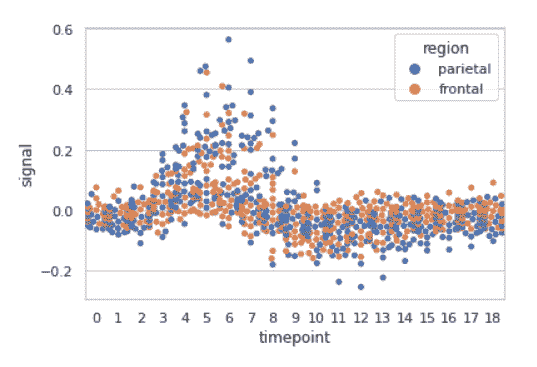 0.6
0.4
0.2
0.0
−0.2
signal
region
parietal
frontal
0 1 2 3 4 5 6 7 8 9 10 11 12 13 14 15 16 17 18
timepoint